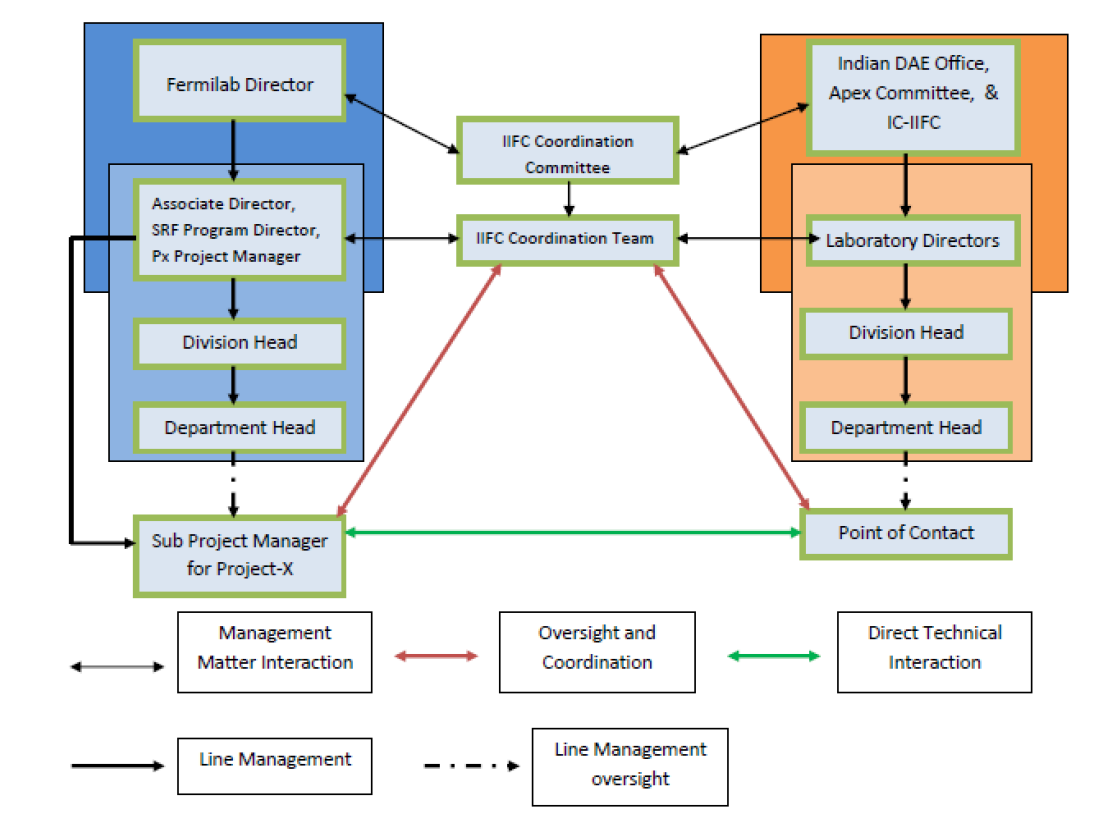 Fermilab Director
Indian DAE Office,
Apex Committee, &
IC-IIFC
IIFC Coordination
Committee
Associate Director,
SRF Program Director,
Px Project Manager
IIFC Coordination Team
Laboratory Directors
Division Head
Division Head
Department Head
Department Head
Sub Project Manager
for Project-X
Point of Contact
Management
Matter Interaction
Oversight and
Coordination
Direct Technical
Interaction
Line Management
Line Management
oversight